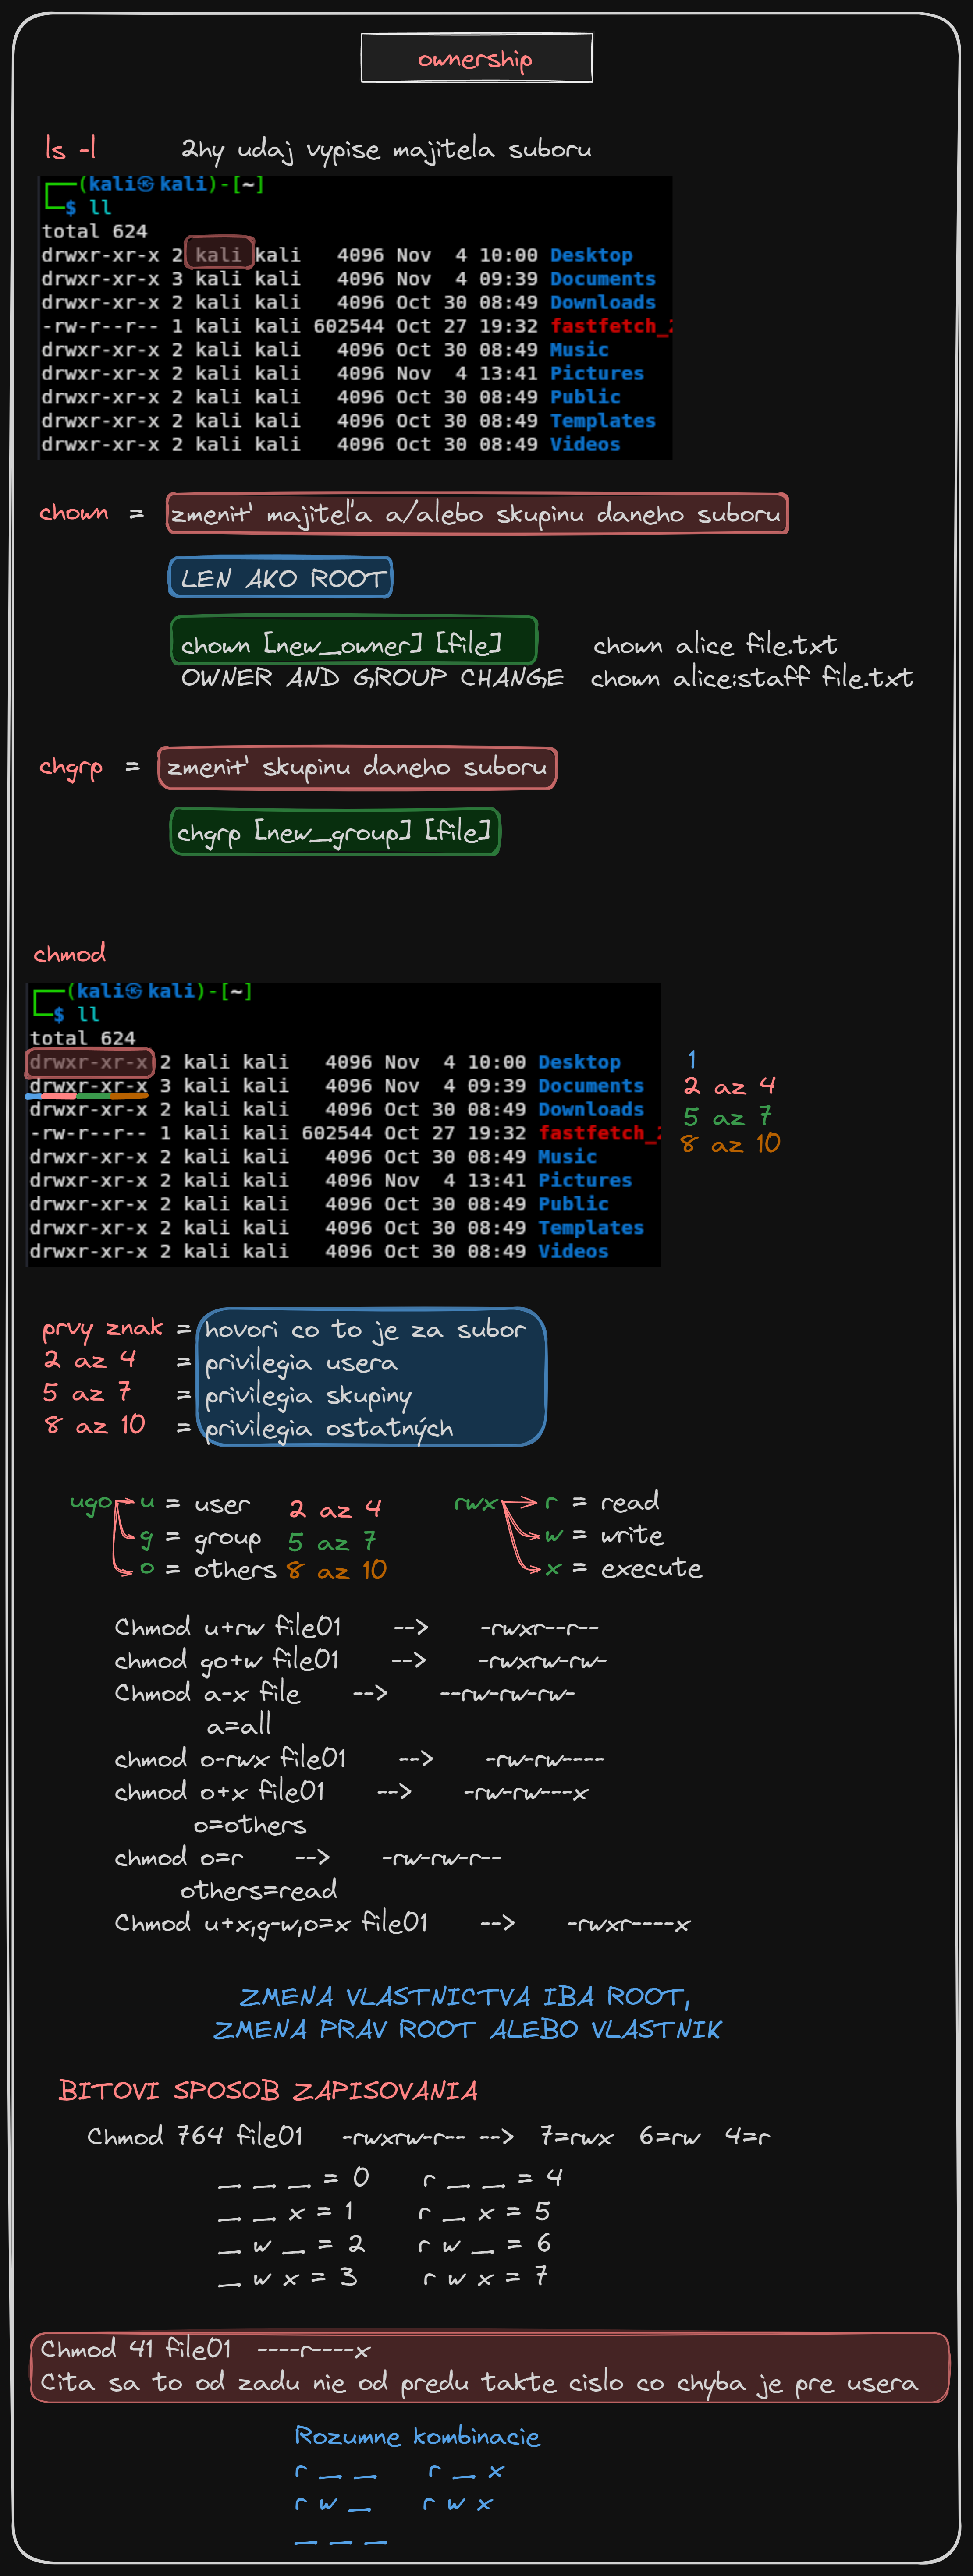 ownership
ls -l 2hy udaj vypise majitela suboru
┌──(kali㉿kali)-[~]
└─$ ll
total 624
drwxr-xr-x 2 kali kali 4096 Nov 4 10:00 Desktop
drwxr-xr-x 3 kali kali 4096 Nov 4 09:39 Documents
drwxr-xr-x 2 kali kali 4096 Oct 30 08:49 Downloads
-rw-r--r-- 1 kali kali 602544 Oct 27 19:32 fastfetch_
drwxr-xr-x 2 kali kali 4096 Oct 30 08:49 Music
drwxr-xr-x 2 kali kali 4096 Nov 4 13:41 Pictures
drwxr-xr-x 2 kali kali 4096 Oct 30 08:49 Public
drwxr-xr-x 2 kali kali 4096 Oct 30 08:49 Templates
drwxr-xr-x 2 kali kali 4096 Oct 30 08:49 Videos
chown = zmeniť majiteľa a/alebo skupinu daneho suboru
LEN AKO ROOT
chown [new_owner] [file] chown alice file.txt
OWNER AND GROUP CHANGE chown alice:staff file.txt
chgrp = zmeniť skupinu daneho suboru
chgrp [new_group] [file]
chmod
┌──(kali㉿kali)-[~]
└─$ ll
total 624
drwxr-xr-x 2 kali kali 4096 Nov 4 10:00 Desktop 1
drwxr-xr-x 3 kali kali 4096 Nov 4 09:39 Documents 2 az 4
drwxr-xr-x 2 kali kali 4096 Oct 30 08:49 Downloads 5 az 7
-rw-r--r-- 1 kali kali 602544 Oct 27 19:32 fastfetch_ 8 az 10
drwxr-xr-x 2 kali kali 4096 Oct 30 08:49 Music
drwxr-xr-x 2 kali kali 4096 Nov 4 13:41 Pictures
drwxr-xr-x 2 kali kali 4096 Oct 30 08:49 Public
drwxr-xr-x 2 kali kali 4096 Oct 30 08:49 Templates
drwxr-xr-x 2 kali kali 4096 Oct 30 08:49 Videos
prvy znak = hovori co to je za subor
2 az 4 = privilegia usera
5 az 7 = privilegia skupiny
8 az 10 = privilegia ostatných
ugo u = user 2 az 4 rwx r = read
g = group 5 az 7 w = write
o = others 8 az 10 x = execute
Chmod u+rw file01 --> -rwxr--r--
chmod go+w file01 --> -rwxrw-rw-
Chmod a-x file --> --rw-rw-rw-
a=all
chmod o-rwx file01 --> -rw-rw----
chmod o+x file01 --> -rw-rw---x
o=others
chmod o=r --> -rw-rw-r--
others=read
Chmod u+x,g-w,o=x file01 --> -rwxr----x
ZMENA VLASTNICTVA IBA ROOT,
ZMENA PRAV ROOT ALEBO VLASTNIK
BITOVI SPOSOB ZAPISOVANIA
Chmod 764 file01 -rwxrw-r-- --> 7=rwx 6=rw 4=r
_ _ _ = 0 r _ _ = 4
_ _ x = 1 r _ x = 5
_ w _ = 2 r w _ = 6
_ w x = 3 r w x = 7
Chmod 41 file01 ----r----x
Cita sa to od zadu nie od predu takte cislo co chyba je pre usera
Rozumne kombinacie
r _ _ r _ x
r w _ r w x
_ _ _